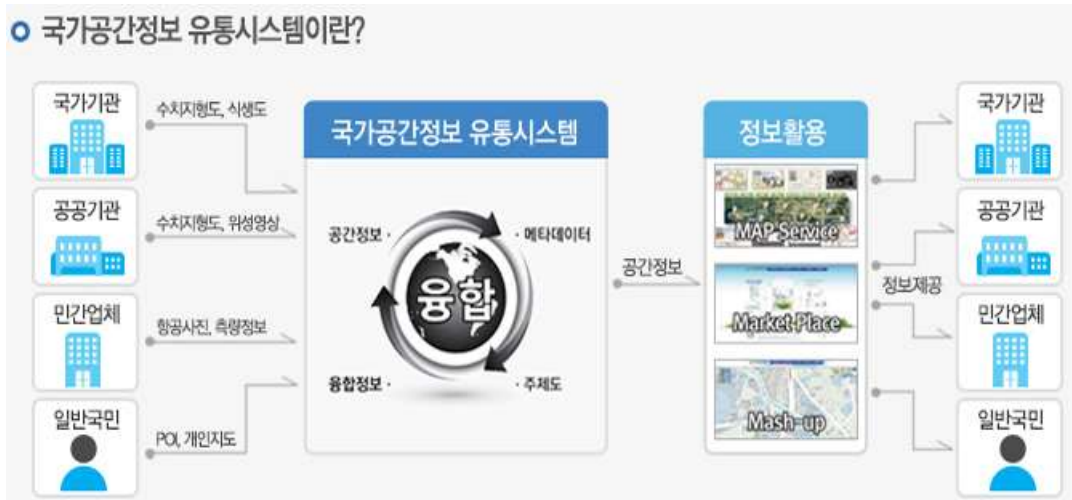 국가공간정보 유통시스템이란?
국가기관
수치지형도, 식생도
공공기관
수치지형도, 위성영상
민간업체
항공사진, 측량정보
일반국민
POI, 개인지도
국가공간정보 유통시스템
공간정보
메타데이터
융합
융합정보
주제도
공간정보
정보활용
MAP Service
Market Place
Mash-up
정보제공
국가기관
공공기관
민간업체
일반국민